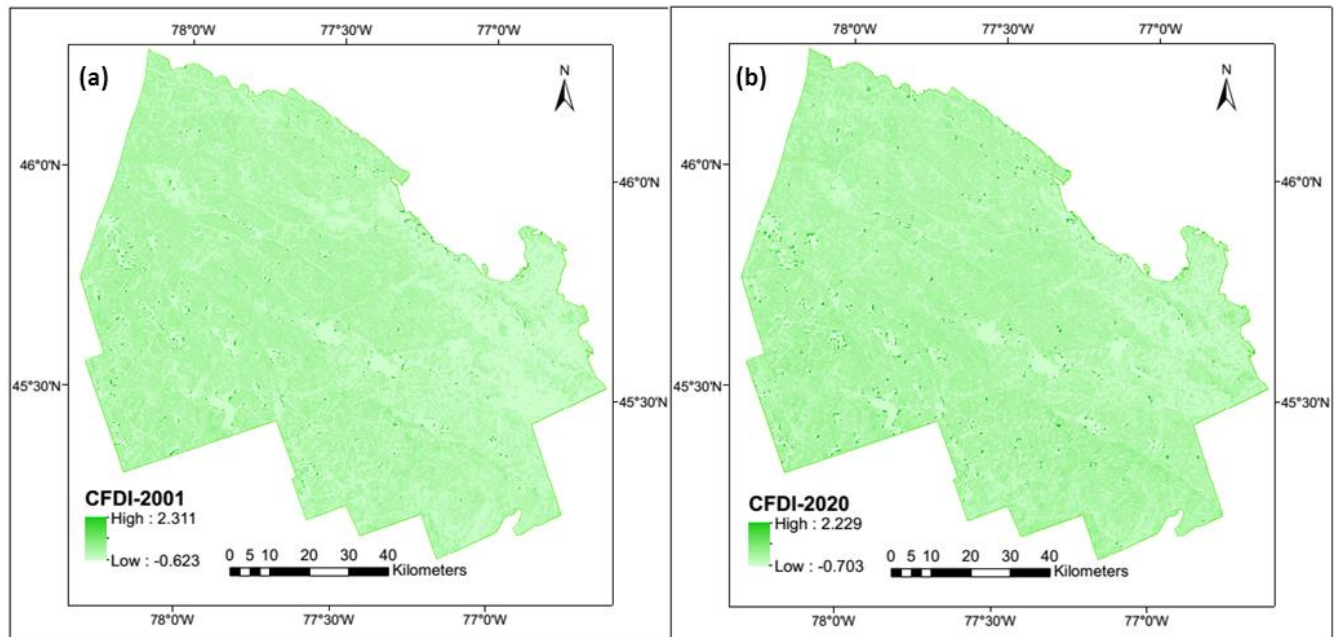 78°0'W 77°30'W 77°0'W
(a)
N
46°0'N
46°0'N
45°30'N
45°30'N
CFDI-2001
High : 2.311
Low : -0.623
0 5 10 20 30 40
Kilometers
78°0'W 77°30'W 77°0'W
78°0'W 77°30'W 77°0'W
(b)
N
46°0'N
46°0'N
45°30'N
45°30'N
CFDI-2020
High : 2.229
Low : -0.703
0 5 10 20 30 40
Kilometers
78°0'W 77°30'W 77°0'W